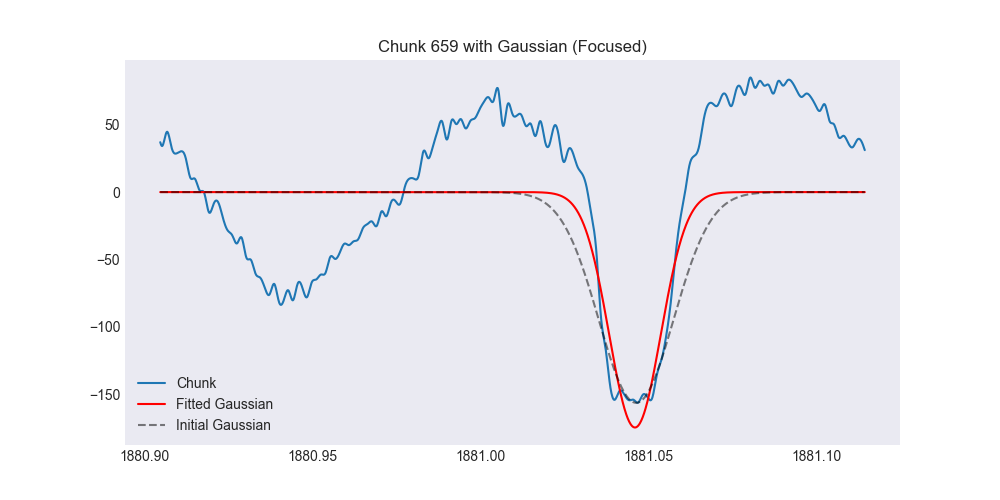 Chunk 659 with Gaussian (Focused)
50
0
−50
−100
−150
Chunk
Fitted Gaussian
Initial Gaussian
1880.90 1880.95 1881.00 1881.05 1881.10